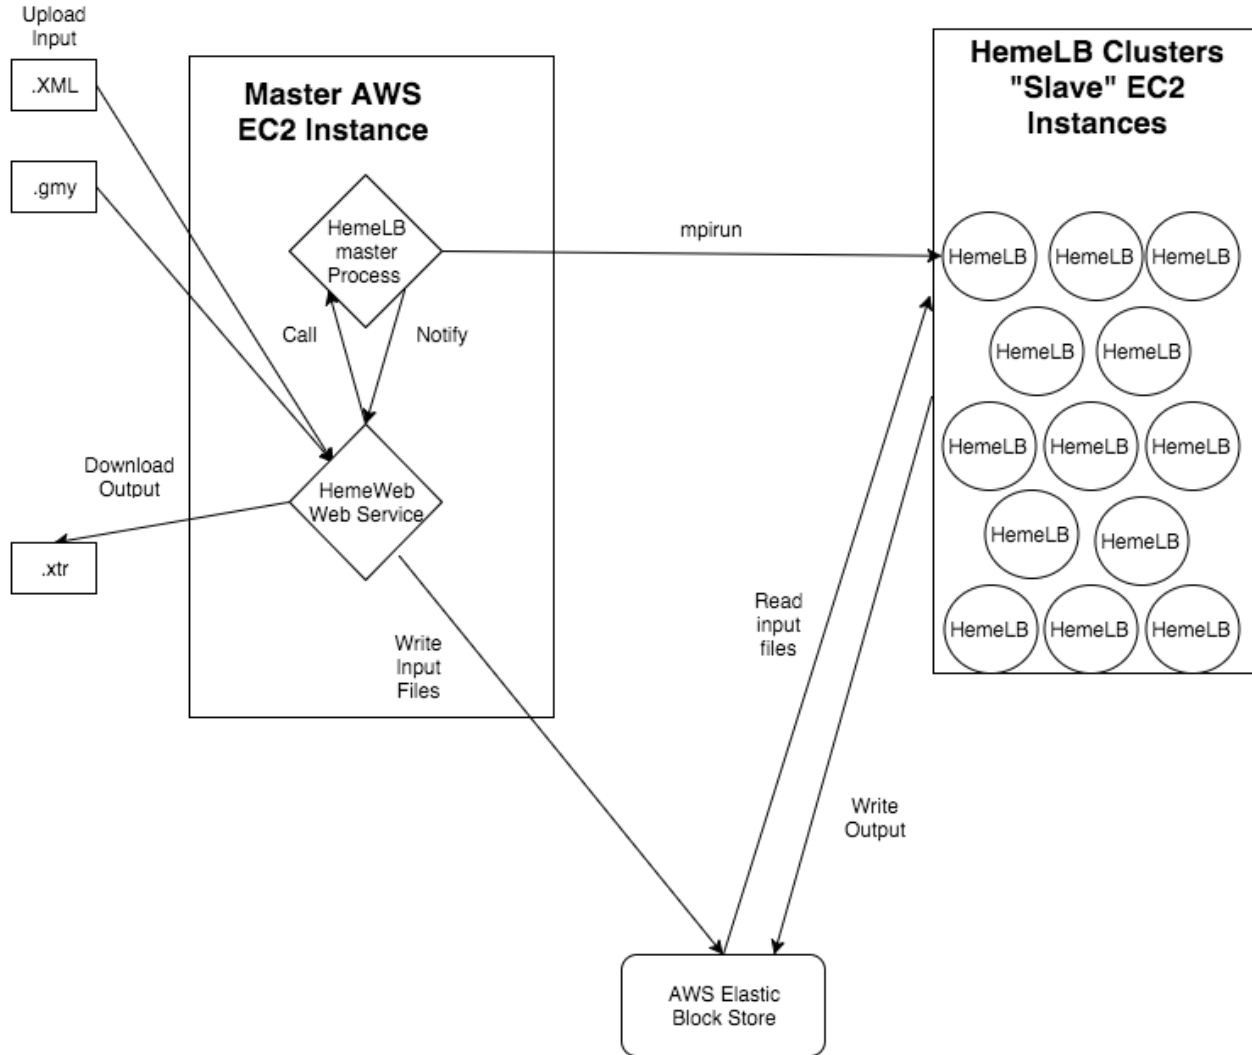 Upload
Input
.XML
.gmy
Download
Output
.xtr
Master AWS
EC2 Instance
HemeLB
master
Process
Call
Notify
HemeWeb
Web Service
Write
Input
Files
mpirun
HemeLB Clusters
"Slave" EC2
Instances
HemeLB HemeLB HemeLB
HemeLB HemeLB
HemeLB HemeLB HemeLB
HemeLB HemeLB
HemeLB HemeLB HemeLB
Read
input
files
Write
Output
AWS Elastic
Block Store